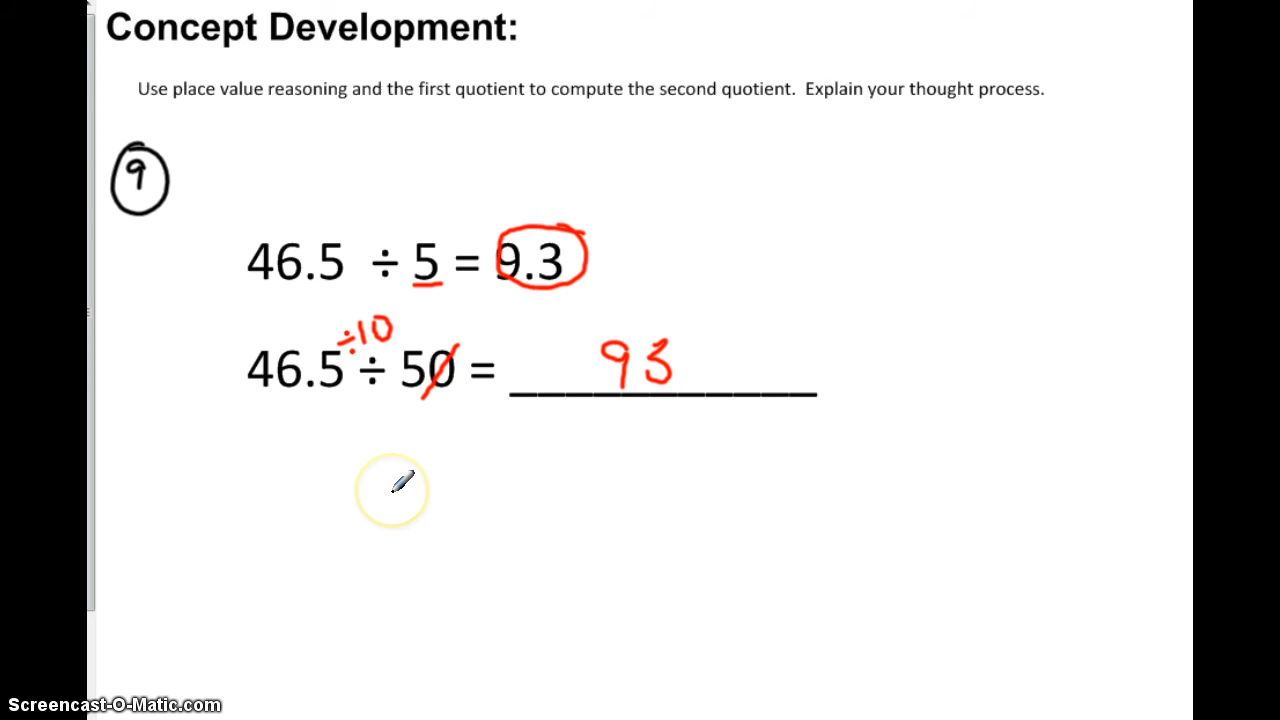 Concept Development:
Use place value reasoning and the first quotient to compute the second quotient. Explain your thought process.
9
46.5 ÷ 5 = 9.3
÷10
46.5 ÷ 50 = 93
Screencast-O-Matic.com